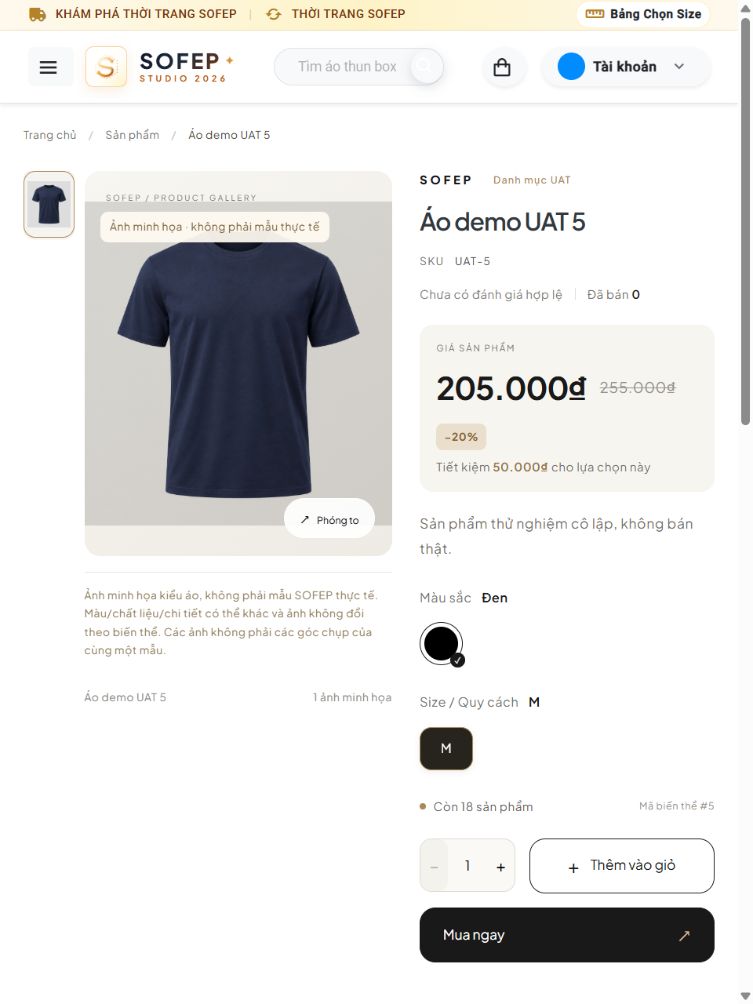 KHÁM PHÁ THỜI TRANG SOFEP
THỜI TRANG SOFEP
Bảng Chọn Size
SOFEP
STUDIO 2026
Tìm áo thun box
Tài khoản
Trang chủ / Sản phẩm / Áo demo UAT 5
SOFEP / PRODUCT GALLERY
Ảnh minh họa · không phải mẫu thực tế
Phóng to
Ảnh minh họa kiểu áo, không phải mẫu SOFEP thực tế.
Màu/chất liệu/chi tiết có thể khác và ảnh không đổi
theo biến thể. Các ảnh không phải các góc chụp của
cùng một mẫu.
Áo demo UAT 5
1 ảnh minh họa
SOFEP
Danh mục UAT
Áo demo UAT 5
SKU UAT-5
Chưa có đánh giá hợp lệ
Đã bán 0
GIÁ SẢN PHẨM
205.000₫ 255.000₫
-20%
Tiết kiệm 50.000₫ cho lựa chọn này
Sản phẩm thử nghiệm cô lập, không bán
thật.
Màu sắc Đen
Size / Quy cách M
M
Còn 18 sản phẩm
Mã biến thể #5
− 1 +
+ Thêm vào giỏ
Mua ngay ↗